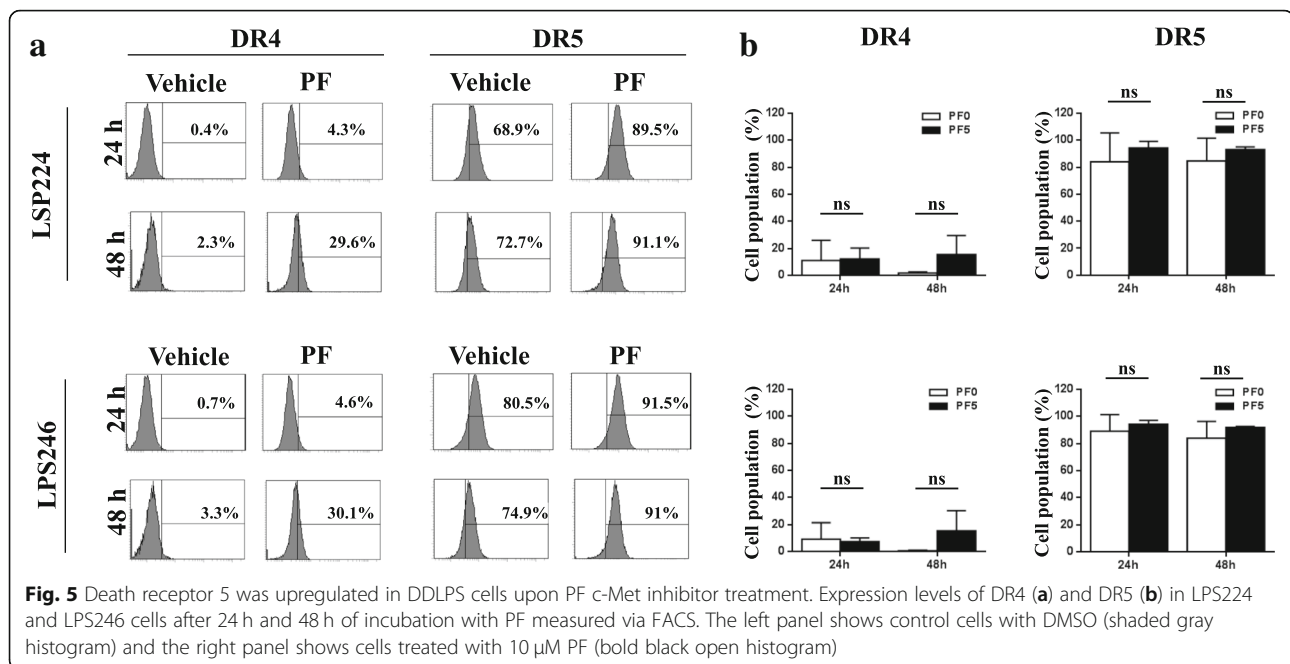 a
DR4 DR5
Vehicle PF Vehicle PF
LSP224
24 h
0.4% 4.3% 68.9% 89.5%
48 h
2.3% 29.6% 72.7% 91.1%
Vehicle PF Vehicle PF
LPS246
24 h
0.7% 4.6% 80.5% 91.5%
48 h
3.3% 30.1% 74.9% 91%
b
DR4 DR5
Cell population (%)
120
100
80
60
40
20
0
PF0
PF5
ns ns
24h 48h
Cell population (%)
120
100
80
60
40
20
0
PF0
PF5
ns ns
24h 48h
Cell population (%)
120
100
80
60
40
20
0
PF0
PF5
ns ns
24h 48h
Cell population (%)
120
100
80
60
40
20
0
PF0
PF5
ns ns
24h 48h
Fig. 5 Death receptor 5 was upregulated in DDLPS cells upon PF c-Met inhibitor treatment. Expression levels of DR4 (a) and DR5 (b) in LPS224
and LPS246 cells after 24 h and 48 h of incubation with PF measured via FACS. The left panel shows control cells with DMSO (shaded gray
histogram) and the right panel shows cells treated with 10 μM PF (bold black open histogram)